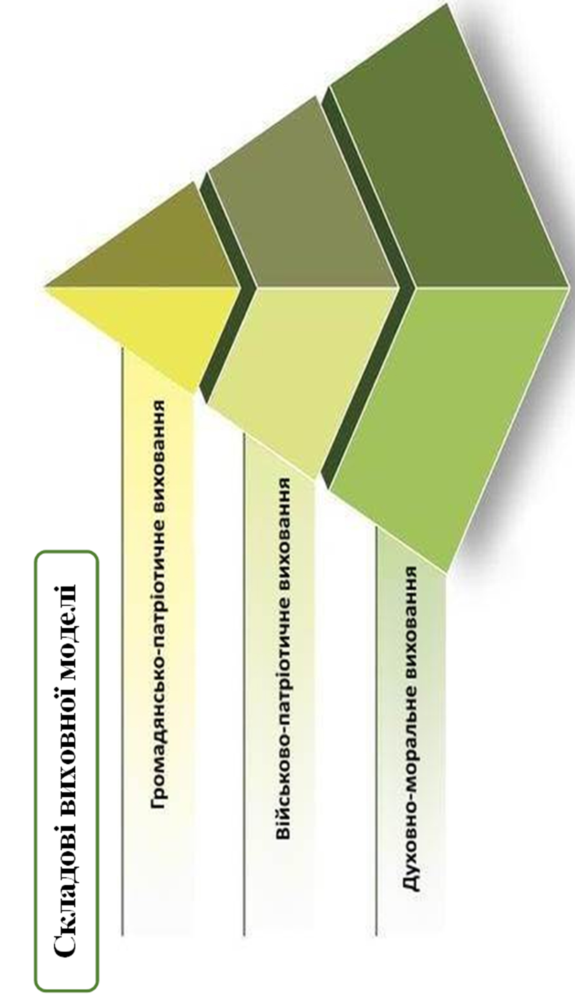 Складові виховної моделі
Громадянсько-патріотичне виховання
Військово-патріотичне виховання
Духовно-моральне виховання